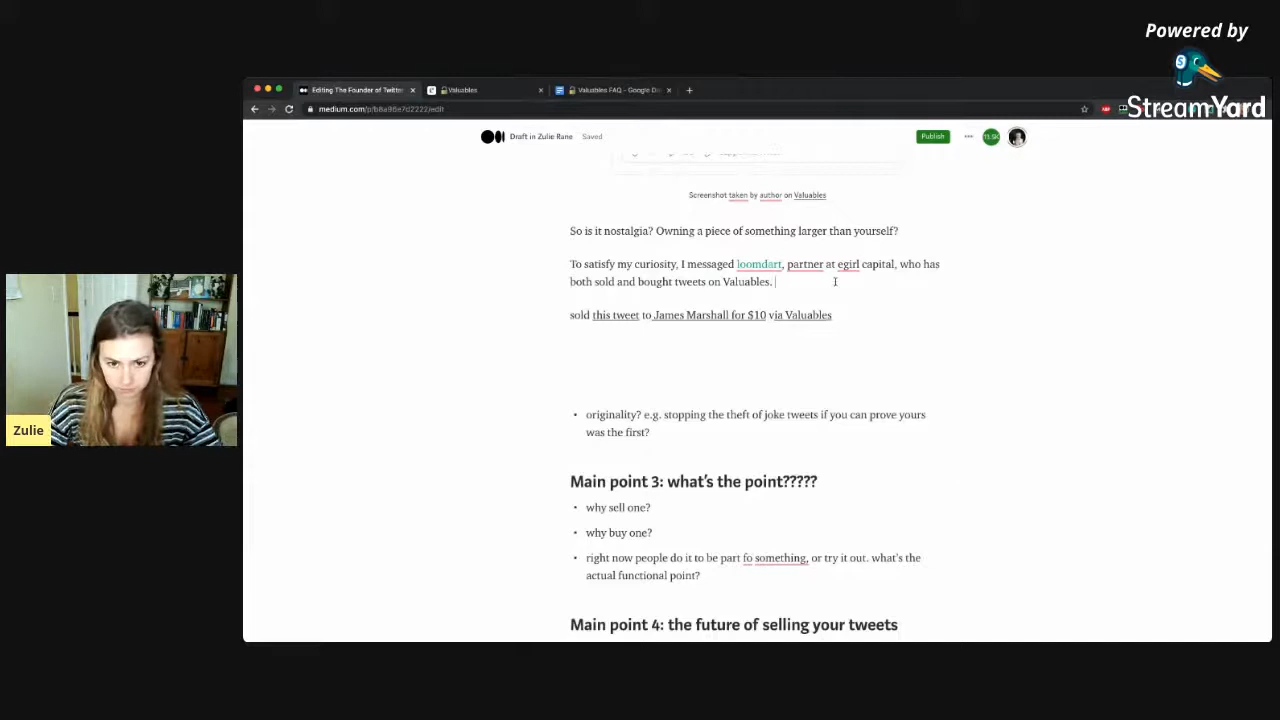 Powered by
StreamYard
Editing The Founder of Twitter
Valuables
Valuables FAQ - Google Do
medium.com/p/b8a96e7d2222/edit
Draft in Zulie Rane
Saved
Publish
Screenshot taken by author on Valuables
So is it nostalgia? Owning a piece of something larger than yourself?
To satisfy my curiosity, I messaged loomdart, partner at egirl capital, who has
both sold and bought tweets on Valuables.
sold this tweet to James Marshall for $10 via Valuables
• originality? e.g. stopping the theft of joke tweets if you can prove yours
was the first?
Main point 3: what's the point?????
• why sell one?
• why buy one?
• right now people do it to be part fo something, or try it out. what's the
actual functional point?
Main point 4: the future of selling your tweets
Zulie